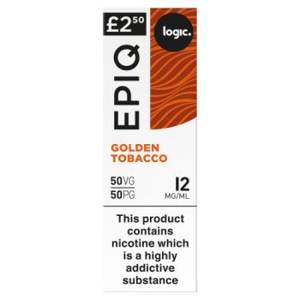 £2.50
logic.
EPIQ
GOLDEN
TOBACCO
50VG
50PG
12
MG/ML
This product
contains
nicotine which
is a highly
addictive
substance